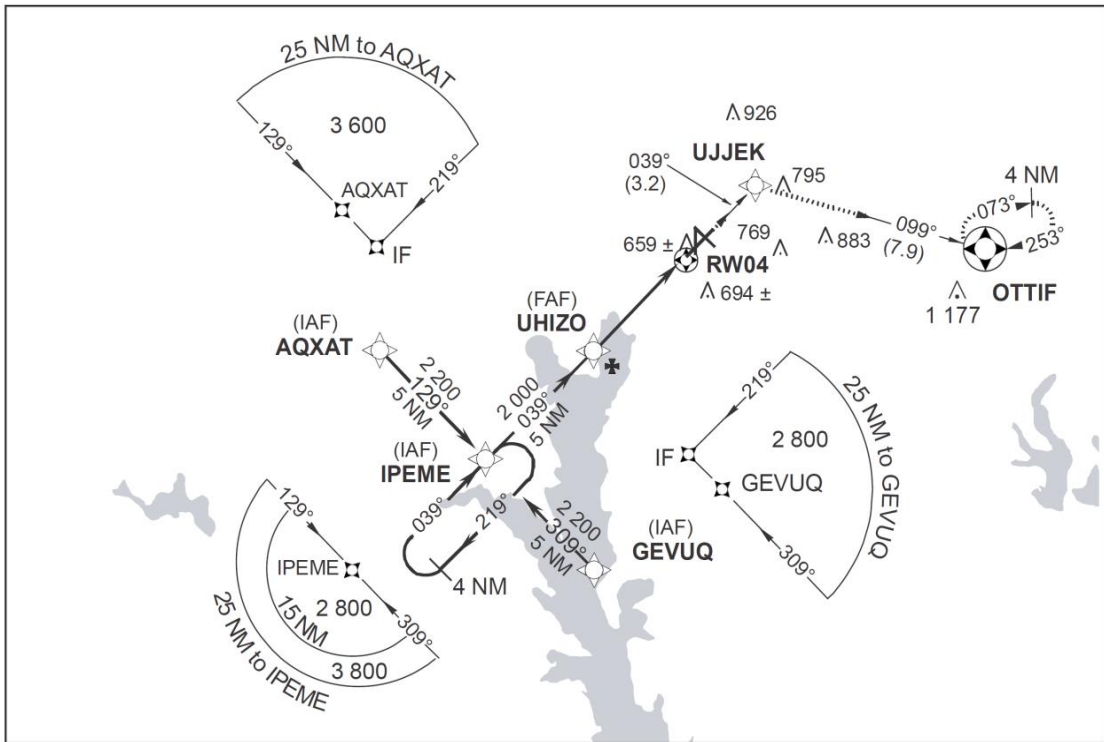 25 NM to AQXAT
3 600
129°
219°
AQXAT
IF
926
UJJEK
039°
(3.2)
795
4 NM
073°
253°
099°
(7.9)
883
769
659 ±
RW04
694 ±
OTTIF
1 177
(FAF)
UHIZO
(IAF)
AQXAT
2 200
129°
5 NM
2 000
039°
5 NM
(IAF)
IPEME
039°
219°
4 NM
2 200
309°
5 NM
(IAF)
GEVUQ
219°
25 NM to GEVUQ
2 800
IF
GEVUQ
309°
129°
IPEME
2 800
15 NM
309°
3 800
25 NM to IPEME